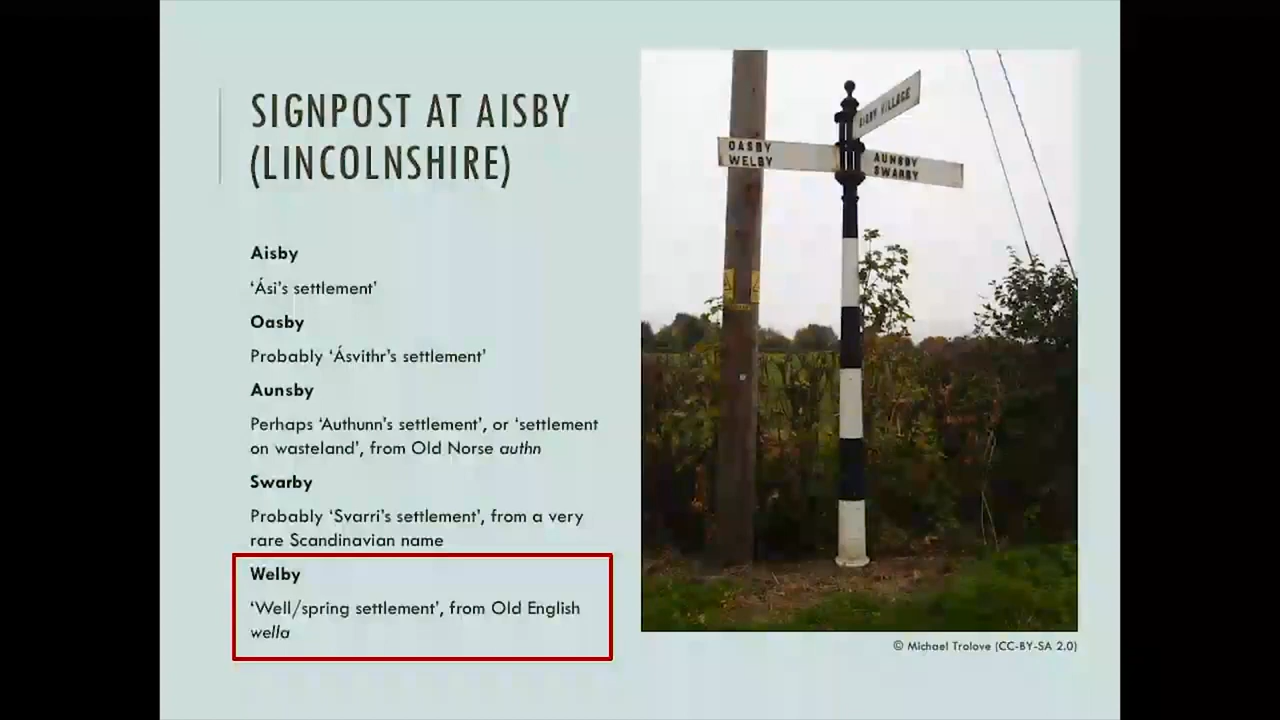 SIGNPOST AT AISBY
(LINCOLNSHIRE)
Aisby
‘Ási’s settlement’
Oasby
Probably ‘Ásvithr’s settlement’
Aunsby
Perhaps ‘Authunn’s settlement’, or ‘settlement
on wasteland’, from Old Norse authn
Swarby
Probably ‘Svarri’s settlement’, from a very
rare Scandinavian name
Welby
‘Well/spring settlement’, from Old English
wella
AISBY VILLAGE
OASBY
WELBY
AUNSBY
SWARBY
© Michael Trolove (CC-BY-SA 2.0)